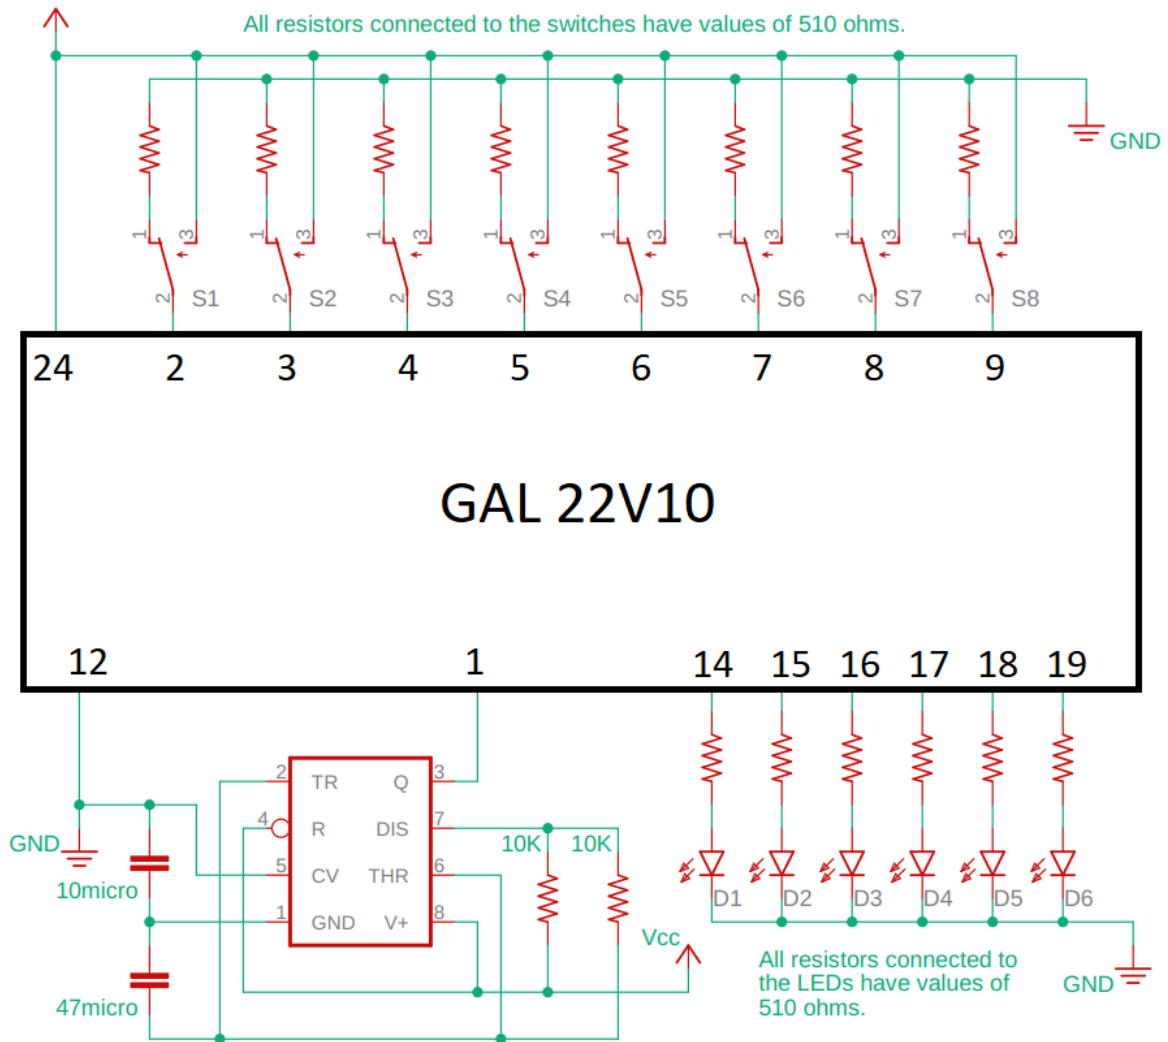 All resistors connected to the switches have values of 510 ohms.
GND
1 3 1 3 1 3 1 3 1 3 1 3 1 3 1 3
2 S1 2 S2 2 S3 2 S4 2 S5 2 S6 2 S7 2 S8
24 2 3 4 5 6 7 8 9
GAL 22V10
12 1 14 15 16 17 18 19
2 TR Q 3
4 R DIS 7
GND
10K 10K
5 CV THR 6
10micro
1 GND V+ 8
D1 D2 D3 D4 D5 D6
Vcc
47micro
All resistors connected to
the LEDs have values of
510 ohms.
GND